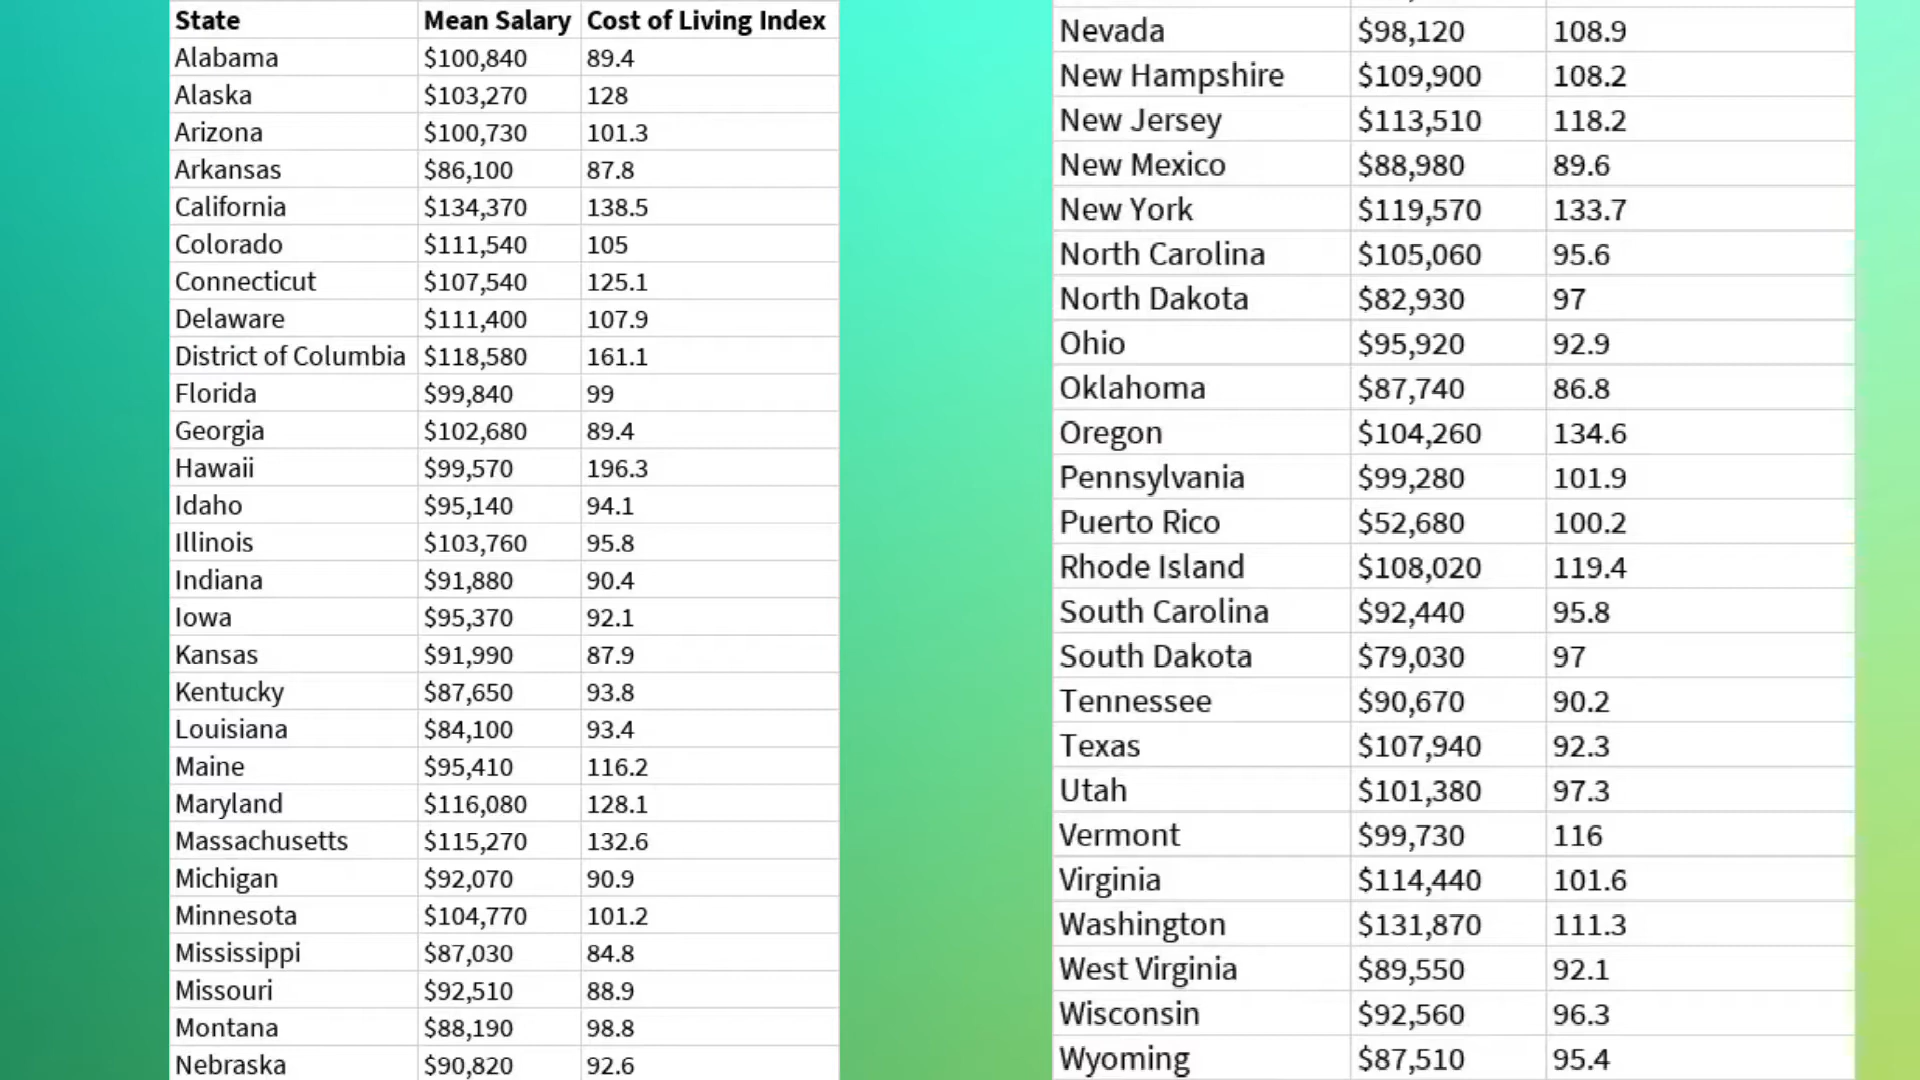 State Mean Salary Cost of Living Index
Alabama $100,840 89.4
Alaska $103,270 128
Arizona $100,730 101.3
Arkansas $86,100 87.8
California $134,370 138.5
Colorado $111,540 105
Connecticut $107,540 125.1
Delaware $111,400 107.9
District of Columbia $118,580 161.1
Florida $99,840 99
Georgia $102,680 89.4
Hawaii $99,570 196.3
Idaho $95,140 94.1
Illinois $103,760 95.8
Indiana $91,880 90.4
Iowa $95,370 92.1
Kansas $91,990 87.9
Kentucky $87,650 93.8
Louisiana $84,100 93.4
Maine $95,410 116.2
Maryland $116,080 128.1
Massachusetts $115,270 132.6
Michigan $92,070 90.9
Minnesota $104,770 101.2
Mississippi $87,030 84.8
Missouri $92,510 88.9
Montana $88,190 98.8
Nebraska $90,820 92.6
Nevada $98,120 108.9
New Hampshire $109,900 108.2
New Jersey $113,510 118.2
New Mexico $88,980 89.6
New York $119,570 133.7
North Carolina $105,060 95.6
North Dakota $82,930 97
Ohio $95,920 92.9
Oklahoma $87,740 86.8
Oregon $104,260 134.6
Pennsylvania $99,280 101.9
Puerto Rico $52,680 100.2
Rhode Island $108,020 119.4
South Carolina $92,440 95.8
South Dakota $79,030 97
Tennessee $90,670 90.2
Texas $107,940 92.3
Utah $101,380 97.3
Vermont $99,730 116
Virginia $114,440 101.6
Washington $131,870 111.3
West Virginia $89,550 92.1
Wisconsin $92,560 96.3
Wyoming $87,510 95.4